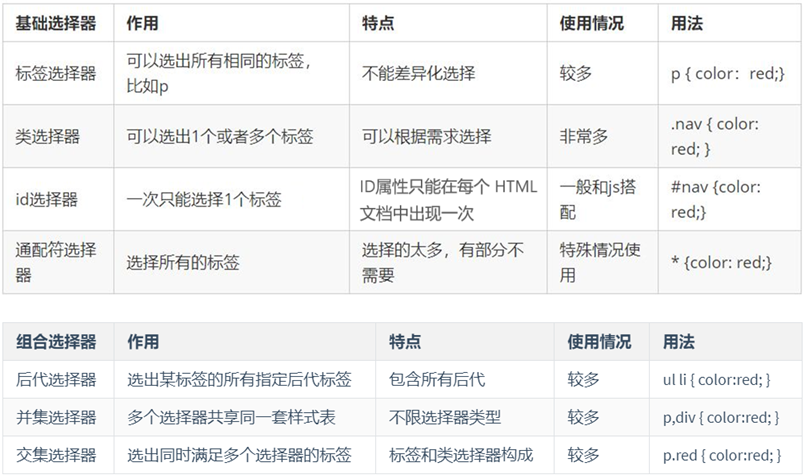 基础选择器 作用 特点 使用情况 用法
标签选择器 可以选出所有相同的标签，
比如p 不能差异化选择 较多 p { color：red;}
类选择器 可以选出1个或者多个标签 可以根据需求选择 非常多 .nav { color:
red; }
id选择器 一次只能选择1个标签 ID属性只能在每个 HTML
文档中出现一次 一般和js搭
配 #nav {color:
red;}
通配符选择
器 选择所有的标签 选择的太多，有部分不
需要 特殊情况使
用 * {color: red;}
组合选择器 作用 特点 使用情况 用法
后代选择器 选出某标签的所有指定后代标签 包含所有后代 较多 ul li { color:red; }
并集选择器 多个选择器共享同一套样式表 不限选择器类型 较多 p,div { color:red; }
交集选择器 选出同时满足多个选择器的标签 标签和类选择器构成 较多 p.red { color:red; }